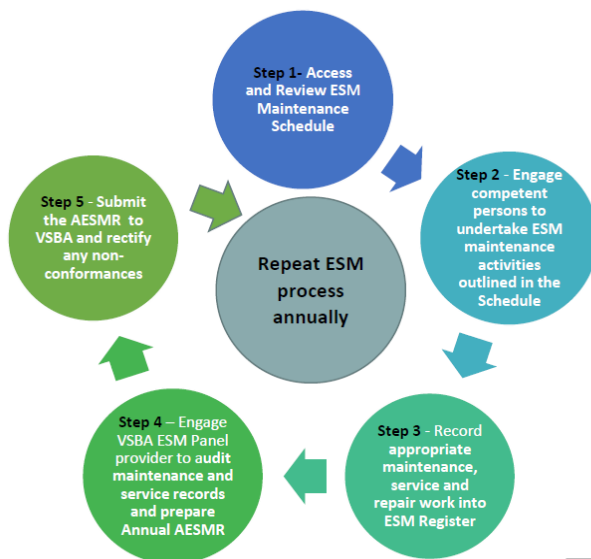 Step 1- Access
and Review ESM
Maintenance
Schedule
Step 2 - Engage
competent
persons to
undertake ESM
maintenance
activities
outlined in the
Schedule
Step 3 - Record
appropriate
maintenance,
service and
repair work into
ESM Register
Step 4 – Engage
VSBA ESM Panel
provider to audit
maintenance and
service records
and prepare
Annual AESMR
Step 5 - Submit
the AESMR to
VSBA and rectify
any non-
conformances
Repeat ESM
process
annually